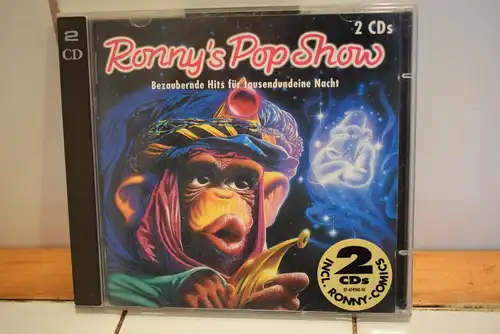 2
CD
2 CDs
Ronny's Pop Show
Bezaubernde Hits für Tausendundeine Nacht
2
CDs
INCL. RONNY-COMICS